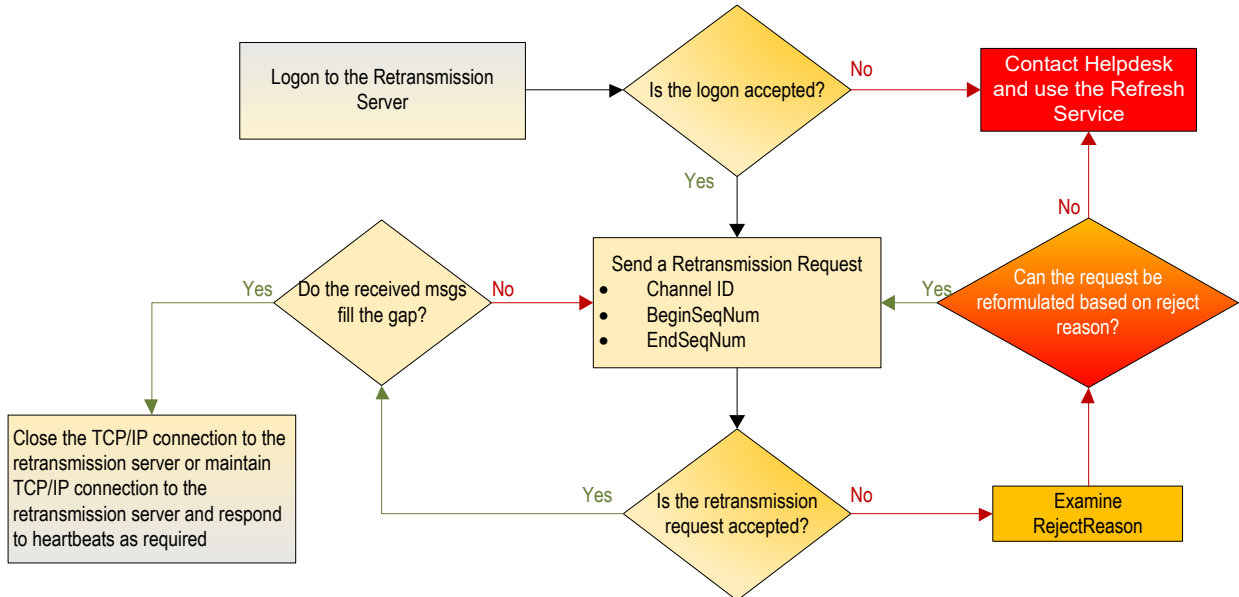 Logon to the Retransmission
Server
Is the logon accepted?
No
Contact Helpdesk
and use the Refresh
Service
Yes
No
Send a Retransmission Request
• Channel ID
• BeginSeqNum
• EndSeqNum
Yes
Do the received msgs
fill the gap?
No
Yes
Can the request be
reformulated based on reject
reason?
Close the TCP/IP connection to the
retransmission server or maintain
TCP/IP connection to the
retransmission server and respond
to heartbeats as required
Yes
Is the retransmission
request accepted?
No
Examine
RejectReason